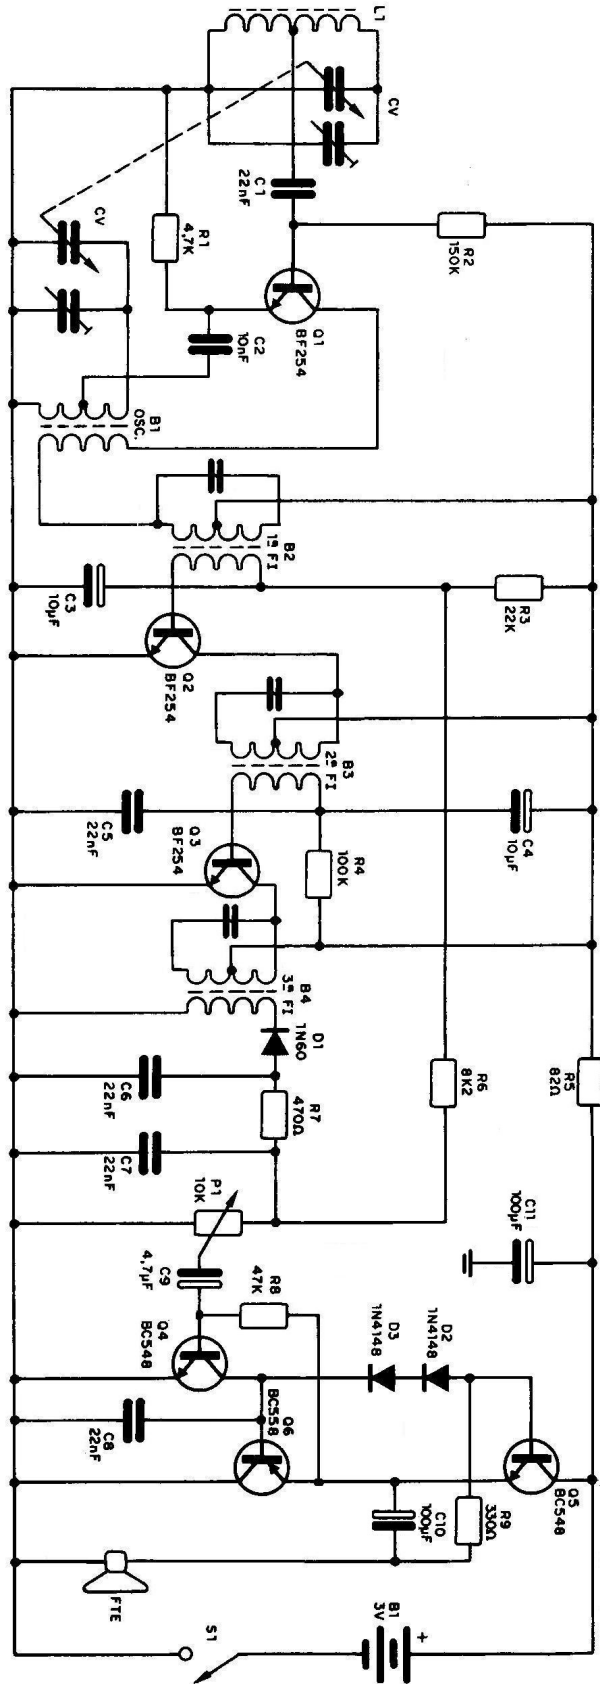 L1
CV
C1
22nF
R2
150K
CV
R1
4,7K
Q1
BF254
C2
10nF
B1
OSC.
B2
1ª FI
R3
22K
C3
10µF
Q2
BF254
B3
2ª FI
C4
10µF
C5
22nF
Q3
BF254
R4
100K
B4
3ª FI
D1
1N60
R5
82Ω
R6
8K2
R7
470Ω
C6
22nF
C7
22nF
P1
10K
C11
100µF
C9
4,7µF
R8
47K
D3
1N4148
D2
1N4148
Q4
BC548
Q6
BC558
Q5
BC548
C8
22nF
C10
100µF
R9
330Ω
FTE
S1
B1
3V
+